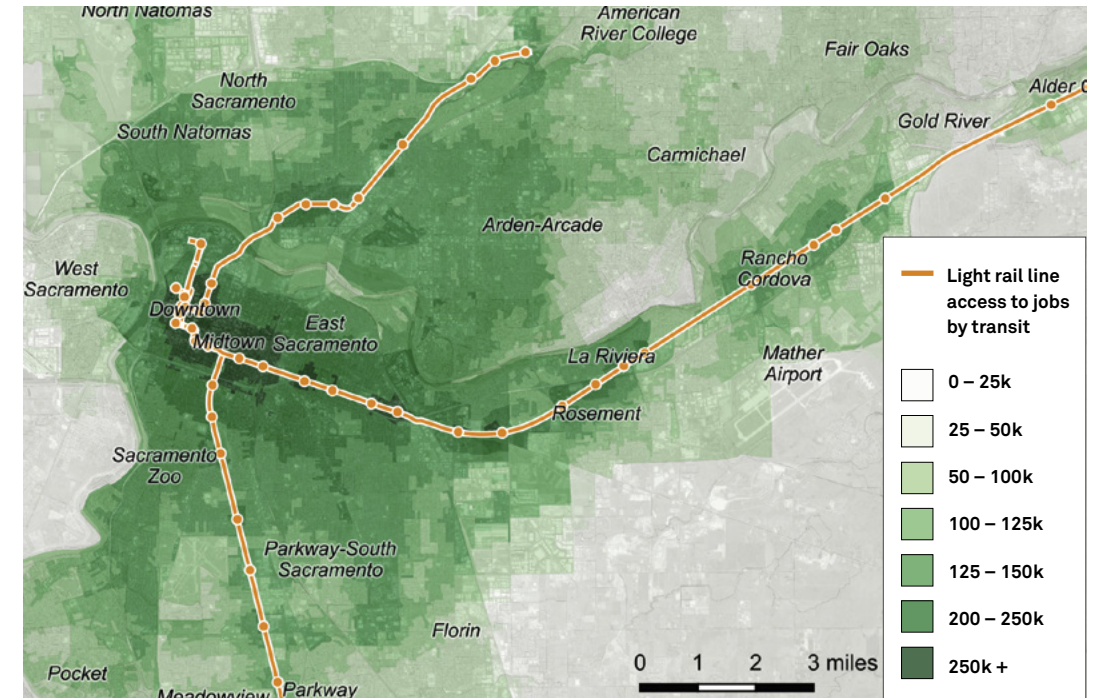 North Natomas
American
River College
Fair Oaks
North
Sacramento
Alder
Gold River
South Natomas
Carmichael
Arden-Arcade
West
Sacramento
Rancho
Cordova
Downtown
East
Midtown Sacramento
La Riviera
Mather
Airport
Rosement
Sacramento
Zoo
Parkway-South
Sacramento
Florin
Pocket
Meadowview
Parkway
0 1 2 3 miles
Light rail line
access to jobs
by transit
0 – 25k
25 – 50k
50 – 100k
100 – 125k
125 – 150k
200 – 250k
250k +